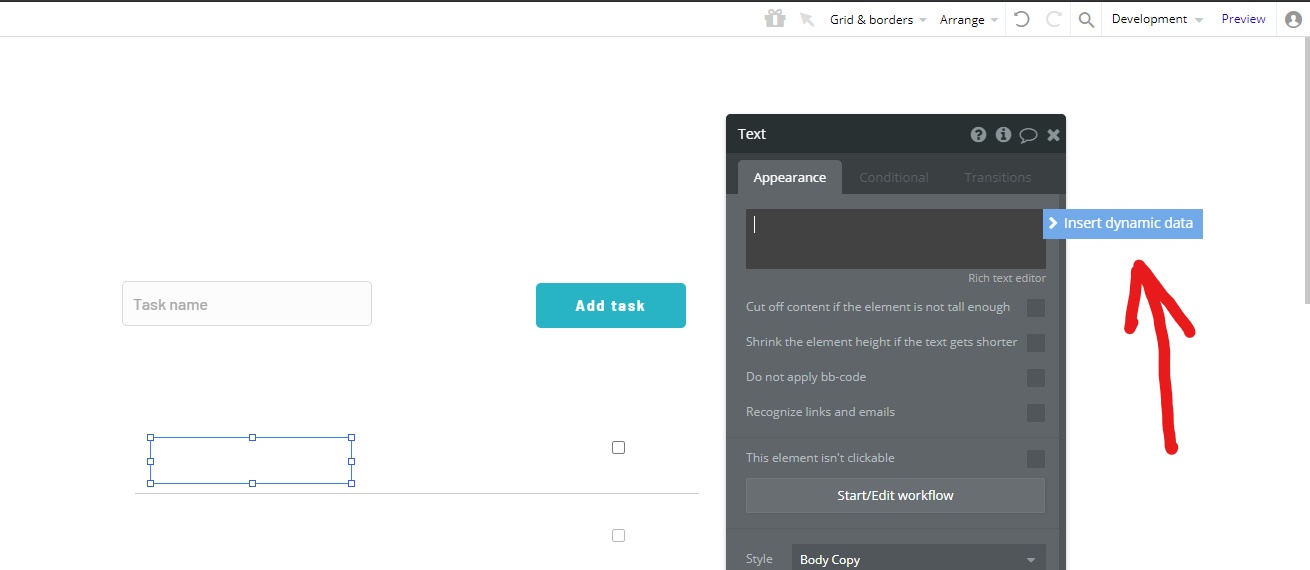 Grid & borders Arrange Development Preview
Text
Appearance Conditional Transitions
Insert dynamic data
Rich text editor
Task name
Add task
Cut off content if the element is not tall enough
Shrink the element height if the text gets shorter
Do not apply bb-code
Recognize links and emails
This element isn't clickable
Start/Edit workflow
Style Body Copy